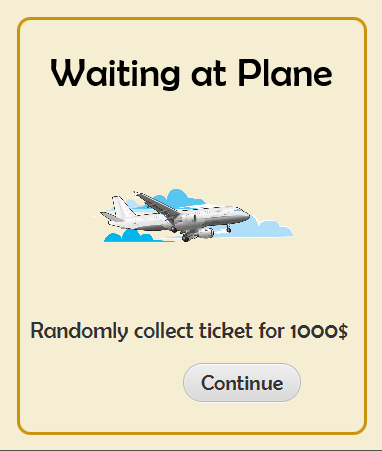 Waiting at Plane
Randomly collect ticket for 1000$
Continue